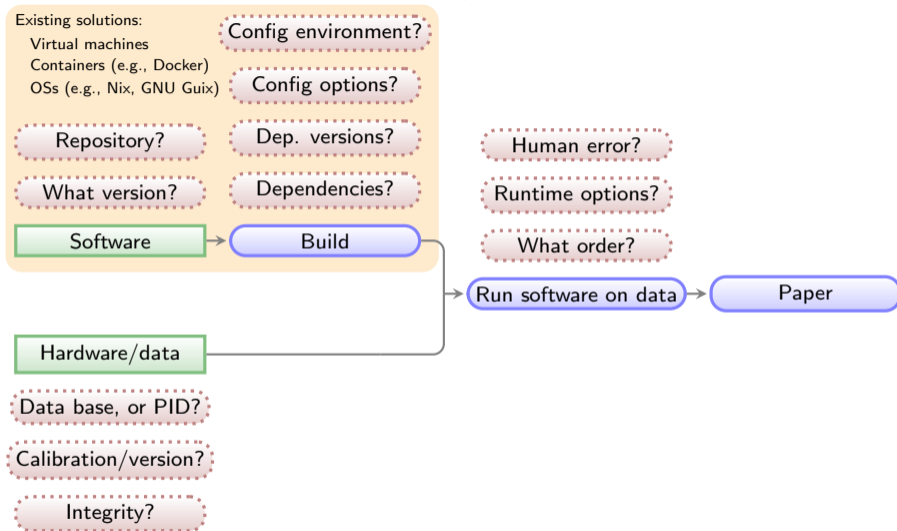 Existing solutions:
Virtual machines
Containers (e.g., Docker)
OSs (e.g., Nix, GNU Guix)
Config environment?
Config options?
Repository?
Dep. versions?
What version?
Dependencies?
Software
Build
Human error?
Runtime options?
What order?
Run software on data
Paper
Hardware/data
Data base, or PID?
Calibration/version?
Integrity?